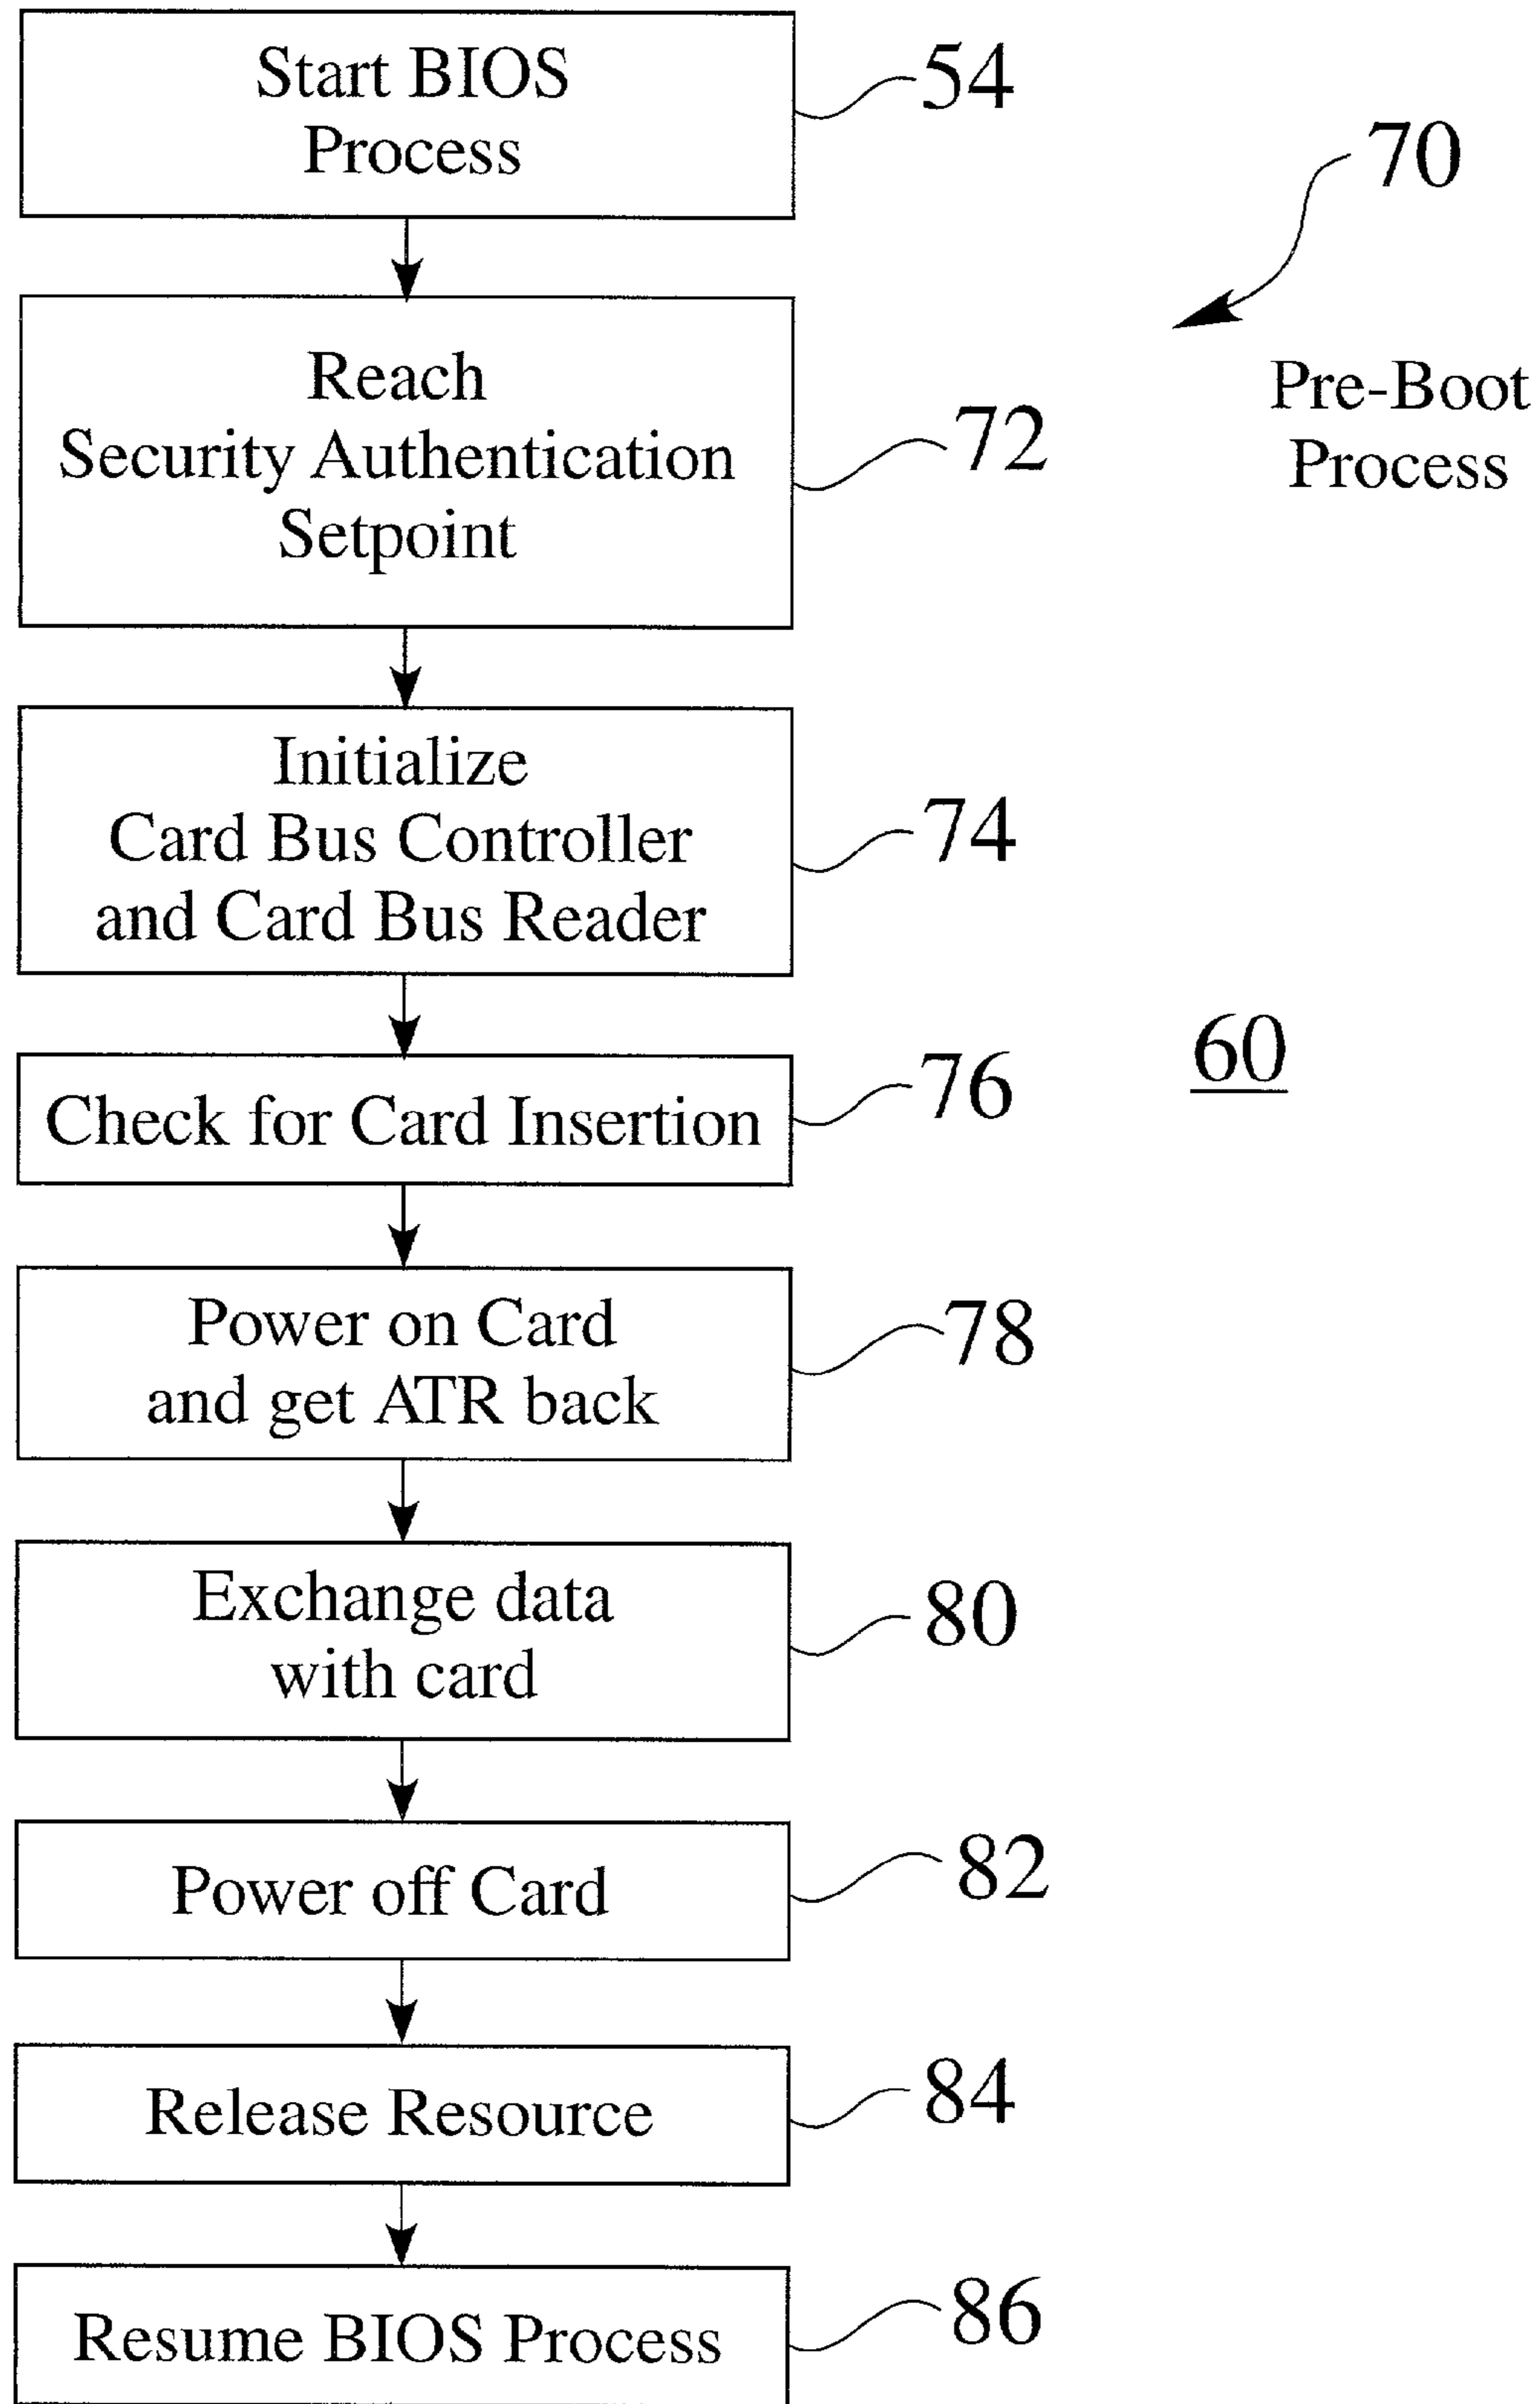 Start BIOS
Process
54
70
Reach
Security Authentication
Setpoint
72
Pre-Boot
Process
Initialize
Card Bus Controller
and Card Bus Reader
74
60
Check for Card Insertion
76
Power on Card
and get ATR back
78
Exchange data
with card
80
Power off Card
82
Release Resource
84
Resume BIOS Process
86